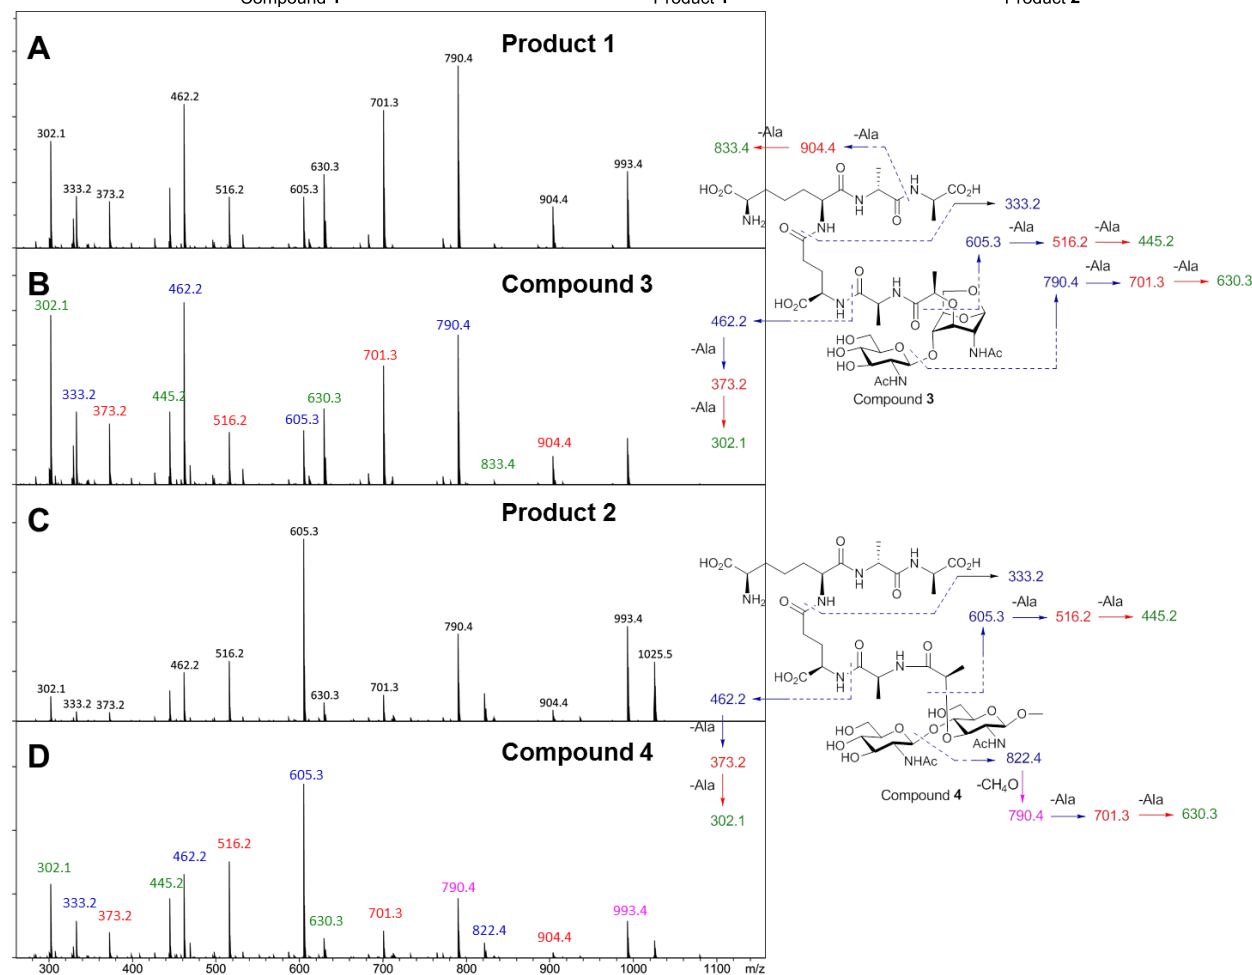 Compound 1
Product 1
Product 2
A
Product 1
302.1
333.2
373.2
462.2
516.2
605.3
630.3
701.3
790.4
904.4
993.4
B
Compound 3
302.1
333.2
373.2
445.2
462.2
516.2
605.3
630.3
701.3
790.4
833.4
904.4
833.4
-Ala
904.4
-Ala
HO₂C
NH₂
O
N
H
O
H
N
CO₂H
NH
O
333.2
605.3
-Ala
516.2
-Ala
445.2
790.4
-Ala
701.3
-Ala
630.3
HO₂C
N
H
O
H
N
O
O
O
O
NHAc
HO
HO
HO
O
O
AcHN
Compound 3
462.2
-Ala
373.2
-Ala
302.1
C
Product 2
302.1
333.2
373.2
462.2
516.2
605.3
630.3
701.3
790.4
904.4
993.4
1025.5
D
Compound 4
302.1
333.2
373.2
445.2
462.2
516.2
605.3
630.3
701.3
790.4
822.4
904.4
993.4
HO₂C
NH₂
O
N
H
O
H
N
CO₂H
NH
O
333.2
605.3
-Ala
516.2
-Ala
445.2
HO₂C
N
H
O
H
N
O
HO
O
O
O
AcHN
HO
HO
HO
O
O
NHAc
Compound 4
462.2
-Ala
373.2
-Ala
302.1
822.4
-CH₄O
790.4
-Ala
701.3
-Ala
630.3
300 400 500 600 700 800 900 1000 1100 m/z